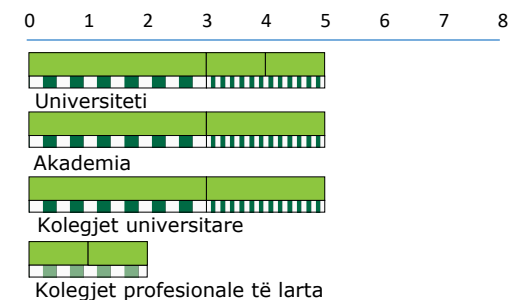 0 1 2 3 4 5 6 7 8
Universiteti
Akademia
Kolegjet universitare
Kolegjet profesionale të larta